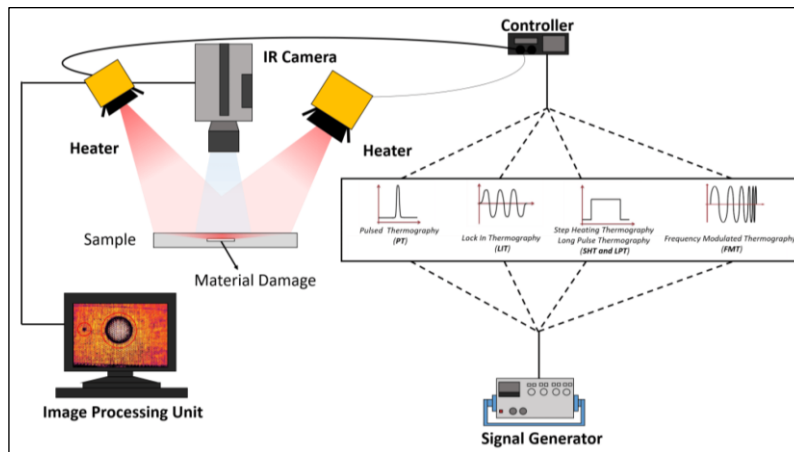 Controller
IR Camera
Heater
Heater
Sample
Material Damage
Pulsed Thermography
(PT)
Lock In Thermography
(LIT)
Step Heating Thermography
Long Pulse Thermography
(SHT and LPT)
Frequency Modulated Thermography
(FMT)
Image Processing Unit
Signal Generator